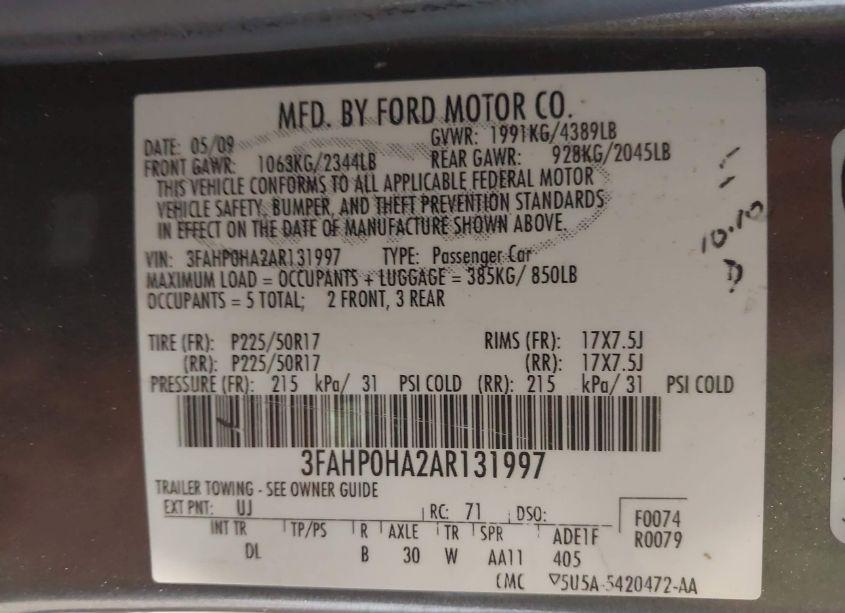 MFD. BY FORD MOTOR CO.
DATE: 05/09 GVWR: 1991KG/4389LB
FRONT GAWR: 1063KG/2344LB REAR GAWR: 928KG/2045LB
THIS VEHICLE CONFORMS TO ALL APPLICABLE FEDERAL MOTOR
VEHICLE SAFETY, BUMPER, AND THEFT PREVENTION STANDARDS
IN EFFECT ON THE DATE OF MANUFACTURE SHOWN ABOVE.
VIN: 3FAHP0HA2AR131997 TYPE: Passenger Car
MAXIMUM LOAD = OCCUPANTS + LUGGAGE = 385KG/ 850LB
OCCUPANTS = 5 TOTAL; 2 FRONT, 3 REAR
10.10
TIRE (FR): P225/50R17 RIMS (FR): 17X7.5J
(RR): P225/50R17 (RR): 17X7.5J
PRESSURE (FR): 215 kPa/ 31 PSI COLD (RR): 215 kPa/ 31 PSI COLD
3FAHP0HA2AR131997
TRAILER TOWING - SEE OWNER GUIDE
EXT PNT: UJ RC: 71 DSO: F0074
INT TR TP/PS R AXLE TR SPR ADE1F R0079
DL B 30 W AA11 405
CMC ▽5U5A-5420472-AA